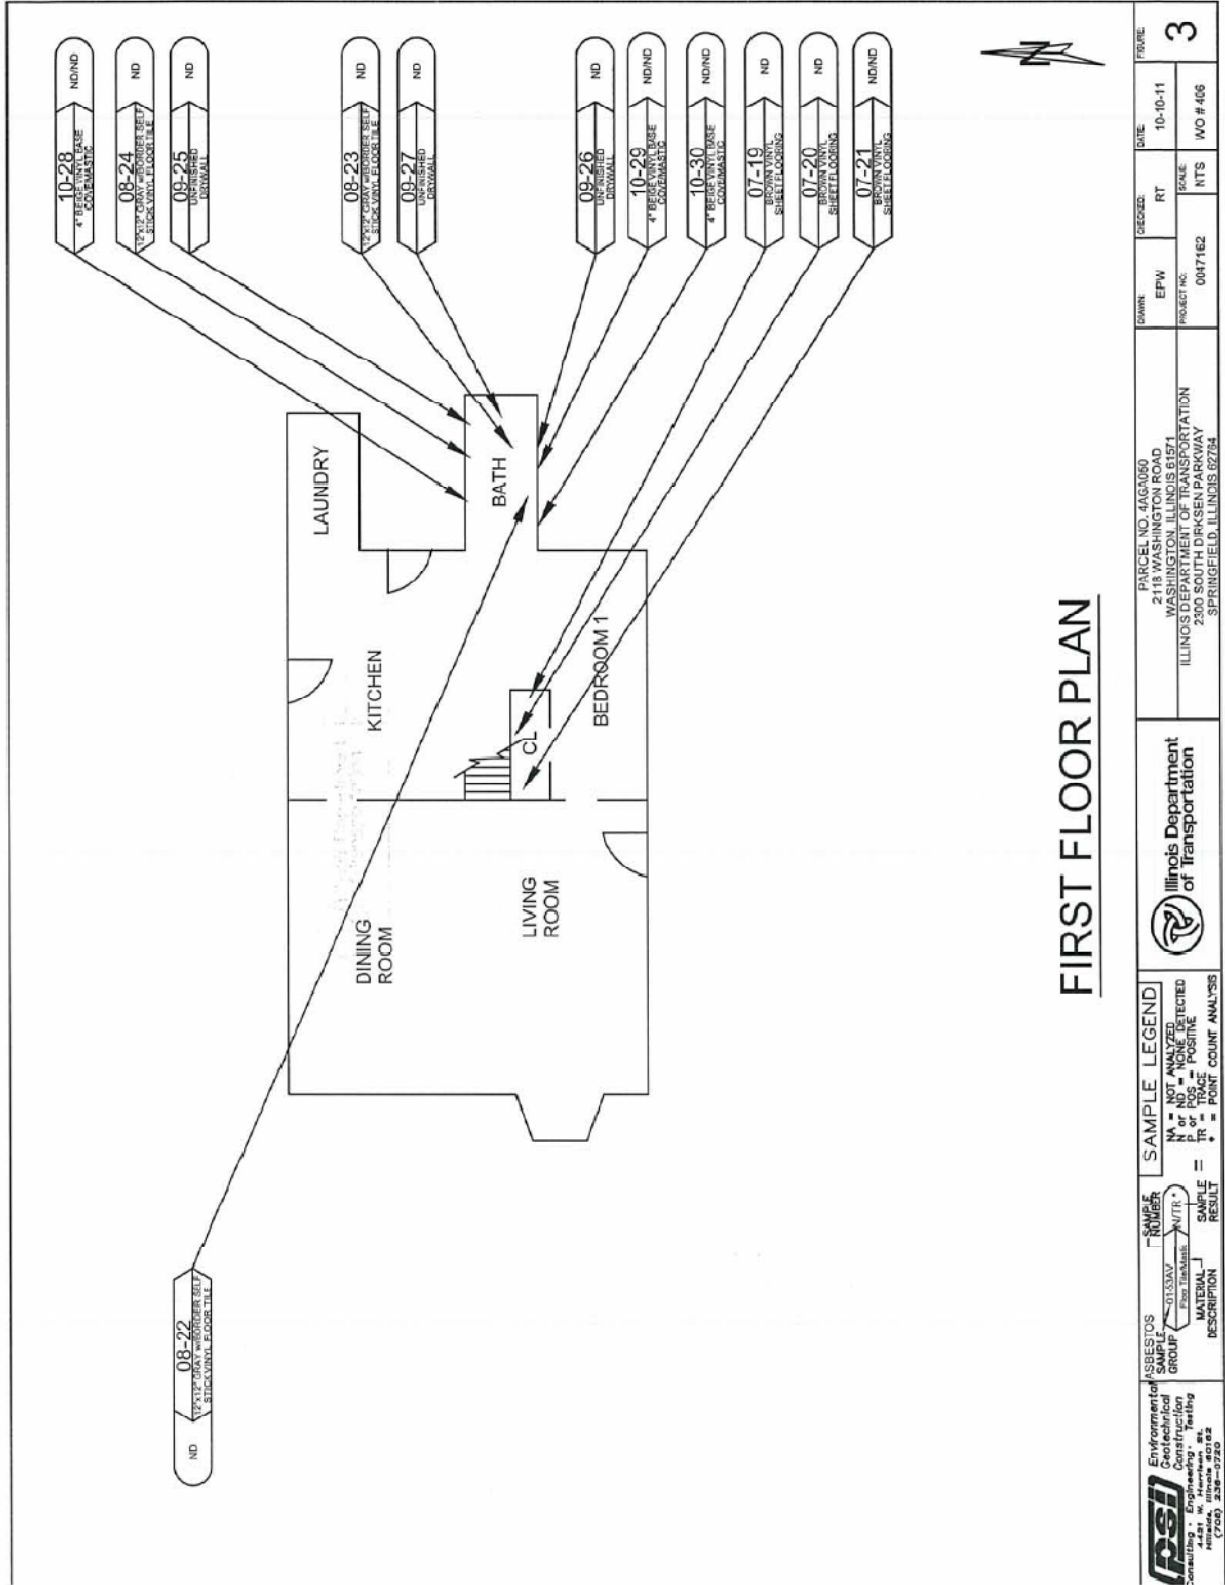 10-28
4" BEIGE VINYL BASE
COVE/MASTIC
ND/ND
08-24
12"x12" GRAY w/BORDER SELF
STICK VINYL FLOOR TILE
ND
09-25
UNFINISHED
DRYWALL
ND
08-23
12"x12" GRAY w/BORDER SELF
STICK VINYL FLOOR TILE
ND
09-27
UNFINISHED
DRYWALL
ND
09-26
UNFINISHED
DRYWALL
ND
10-29
4" BEIGE VINYL BASE
COVE/MASTIC
ND/ND
10-30
4" BEIGE VINYL BASE
COVE/MASTIC
ND/ND
07-19
BROWN VINYL
SHEET FLOORING
ND
07-20
BROWN VINYL
SHEET FLOORING
ND
07-21
BROWN VINYL
SHEET FLOORING
ND/ND
08-22
12"x12" GRAY w/BORDER SELF
STICK VINYL FLOOR TILE
ND
N
LAUNDRY
KITCHEN
BATH
DINING
ROOM
LIVING
ROOM
CL
BEDROOM 1
FIRST FLOOR PLAN
psi
Environmental
Geotechnical
Construction
Consulting • Engineering • Testing
4421 W. Harrison St.
Hillside, Illinois 60162
(708) 236-0720
ASBESTOS
SAMPLE
GROUP
SAMPLE
NUMBER
01-53AV
N/TR *
MATERIAL
DESCRIPTION
SAMPLE
RESULT
=
SAMPLE LEGEND
NA = NOT ANALYZED
N or ND = NONE DETECTED
P or POS = POSITIVE
TR = TRACE
* = POINT COUNT ANALYSIS
Illinois Department
of Transportation
PARCEL NO. 4AGA060
2118 WASHINGTON ROAD
WASHINGTON, ILLINOIS 61571
ILLINOIS DEPARTMENT OF TRANSPORTATION
2300 SOUTH DIRKSEN PARKWAY
SPRINGFIELD, ILLINOIS 62764
DRAWN:
EPW
CHECKED:
RT
DATE:
10-10-11
FIGURE:
3
PROJECT NO:
0047162
SCALE:
NTS
WO # 406